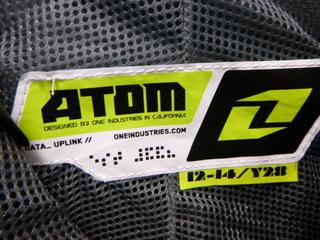 ATOM
DESIGNED BY ONE INDUSTRIES IN CALIFORNIA
DATA_ UPLINK // ONEINDUSTRIES.COM
12-14/Y28